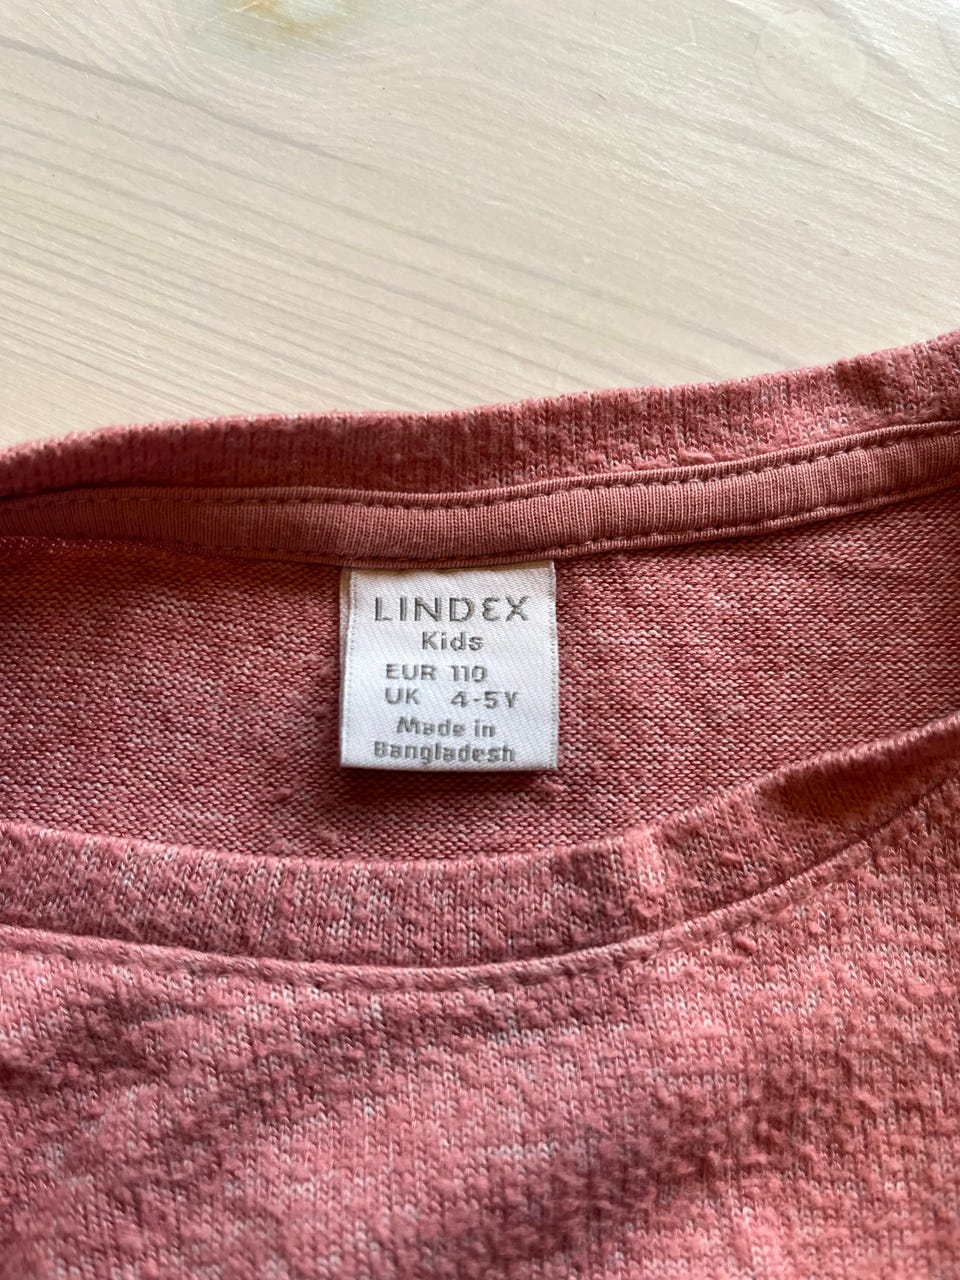 LINDEX
Kids
EUR 110
UK 4-5Y
Made in
Bangladesh